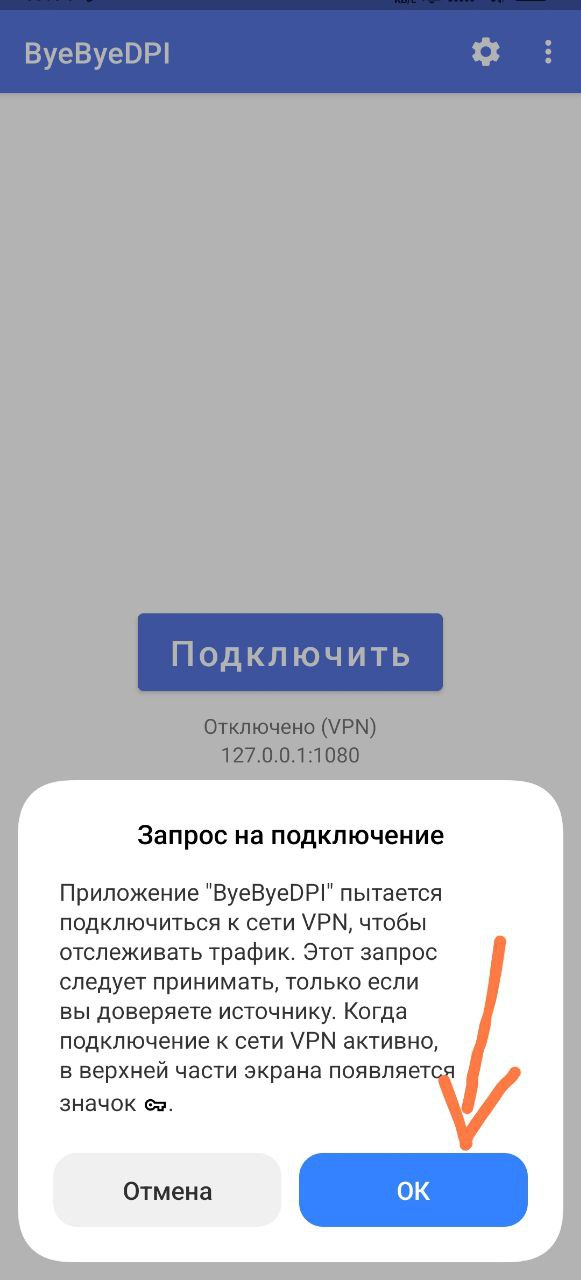 ByeByeDPI
Подключить
Отключено (VPN)
127.0.0.1:1080
Запрос на подключение
Приложение "ByeByeDPI" пытается
подключиться к сети VPN, чтобы
отслеживать трафик. Этот запрос
следует принимать, только если
вы доверяете источнику. Когда
подключение к сети VPN активно,
в верхней части экрана появляется
значок .
Отмена
ОК